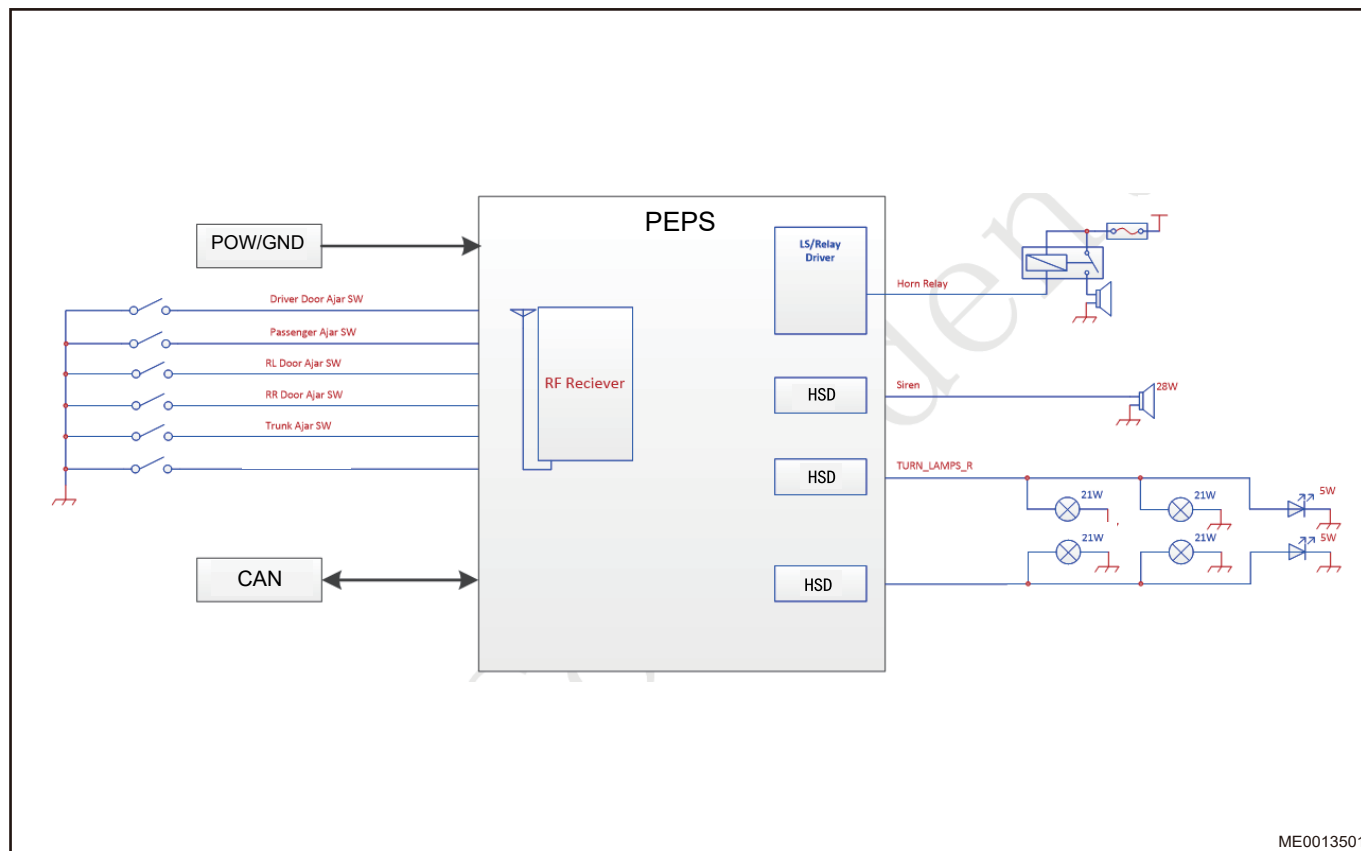 PEPS
POW/GND
LS/Relay
Driver
Horn Relay
Driver Door Ajar SW
Passenger Ajar SW
RL Door Ajar SW
RR Door Ajar SW
Trunk Ajar SW
RF Reciever
HSD
Siren
28W
HSD
TURN_LAMPS_R
21W
21W
5W
21W
21W
5W
CAN
HSD
ME0013501